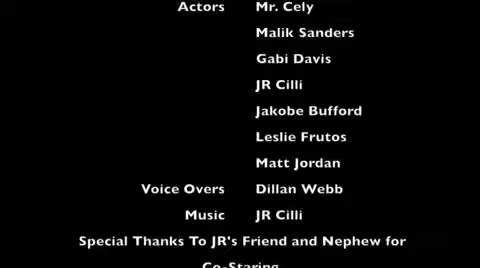 Actors Mr. Cely
Malik Sanders
Gabi Davis
JR Cilli
Jakobe Bufford
Leslie Frutos
Matt Jordan
Voice Overs Dillan Webb
Music JR Cilli
Special Thanks To JR's Friend and Nephew for
Co-Staring